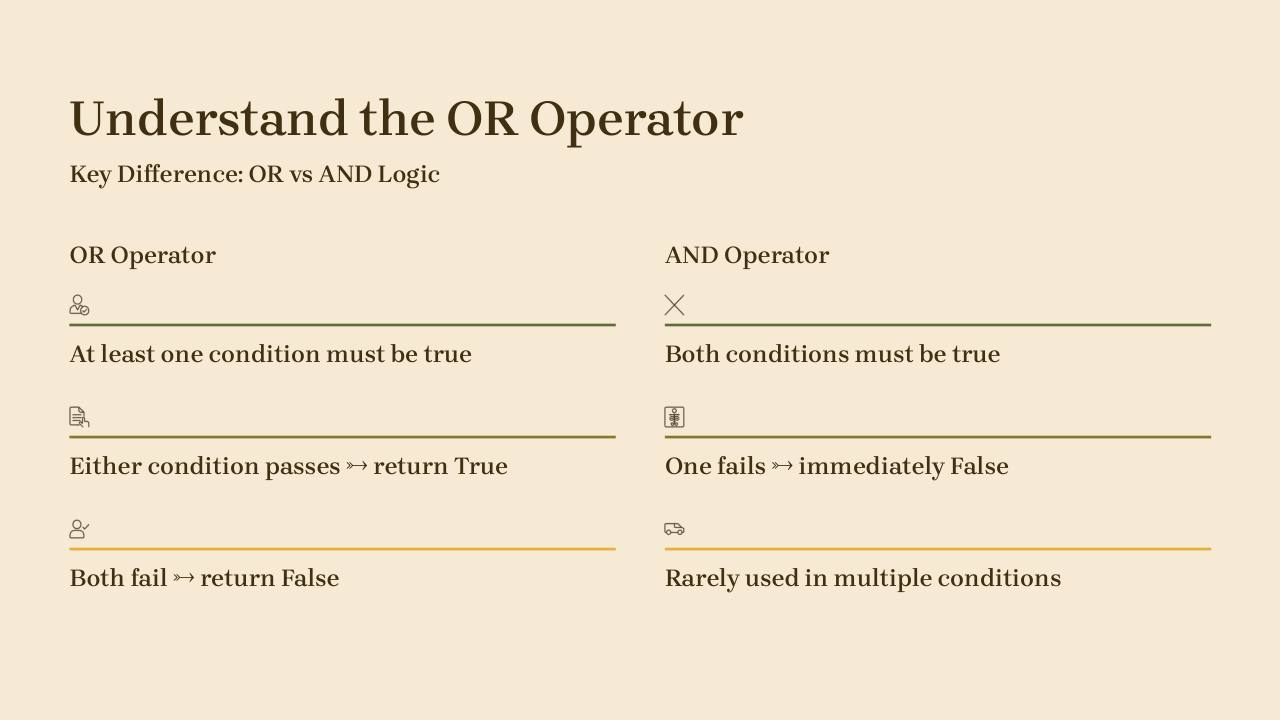 Understand the OR Operator
Key Difference: OR vs AND Logic
OR Operator
At least one condition must be true
Either condition passes ↣ return True
Both fail ↣ return False
AND Operator
Both conditions must be true
One fails ↣ immediately False
Rarely used in multiple conditions